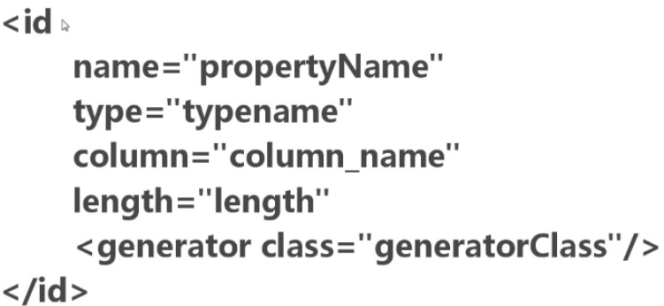 <id
name="propertyName"
type="typename"
column="column_name"
length="length"
<generator class="generatorClass"/>
</id>